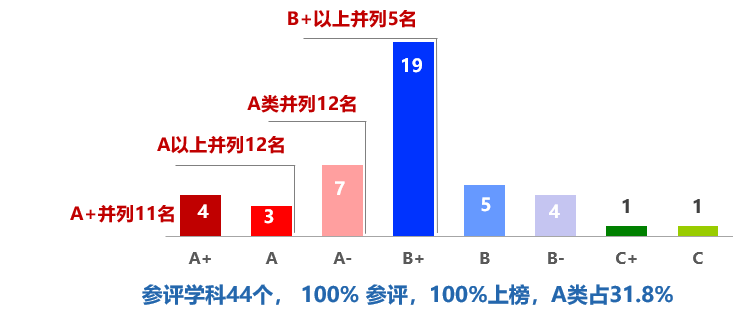 B+以上并列5名
19
A类并列12名
A以上并列12名
7
A+并列11名
4
3
5
4
1
1
A+ A A- B+ B B- C+ C
参评学科44个， 100% 参评，100%上榜，A类占31.8%